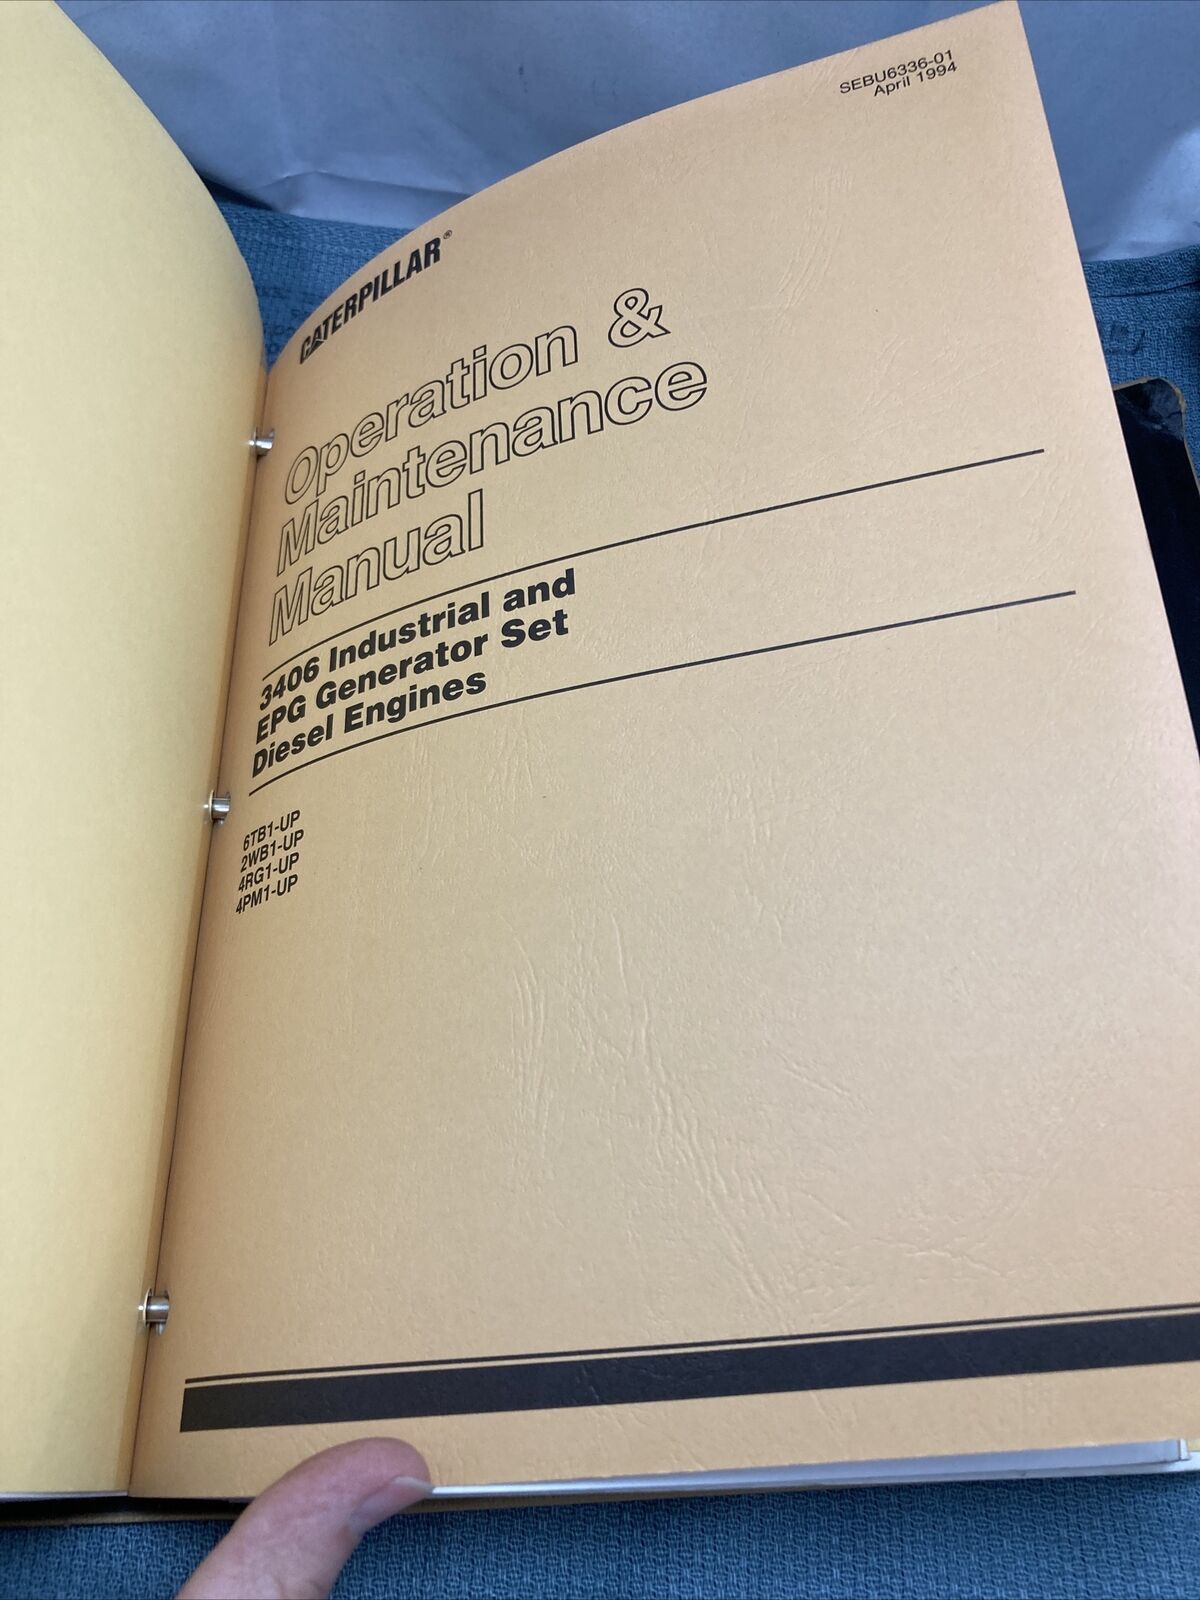 SEBU6336-01
April 1994
CATERPILLAR®
Operation &
Maintenance
Manual
3406 Industrial and
EPG Generator Set
Diesel Engines
6TB1-UP
2WB1-UP
4RG1-UP
4PM1-UP